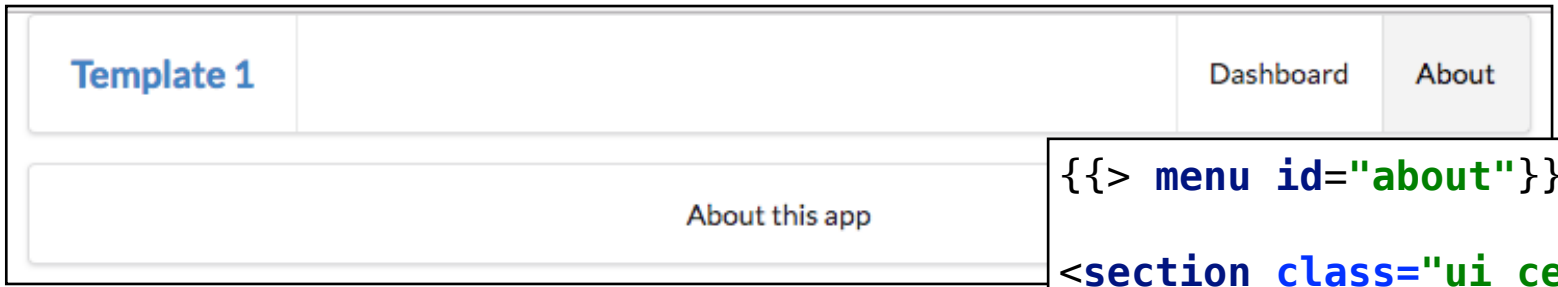 Template 1 Dashboard About
About this app
{{> menu id="about"}}
<section class="ui ce